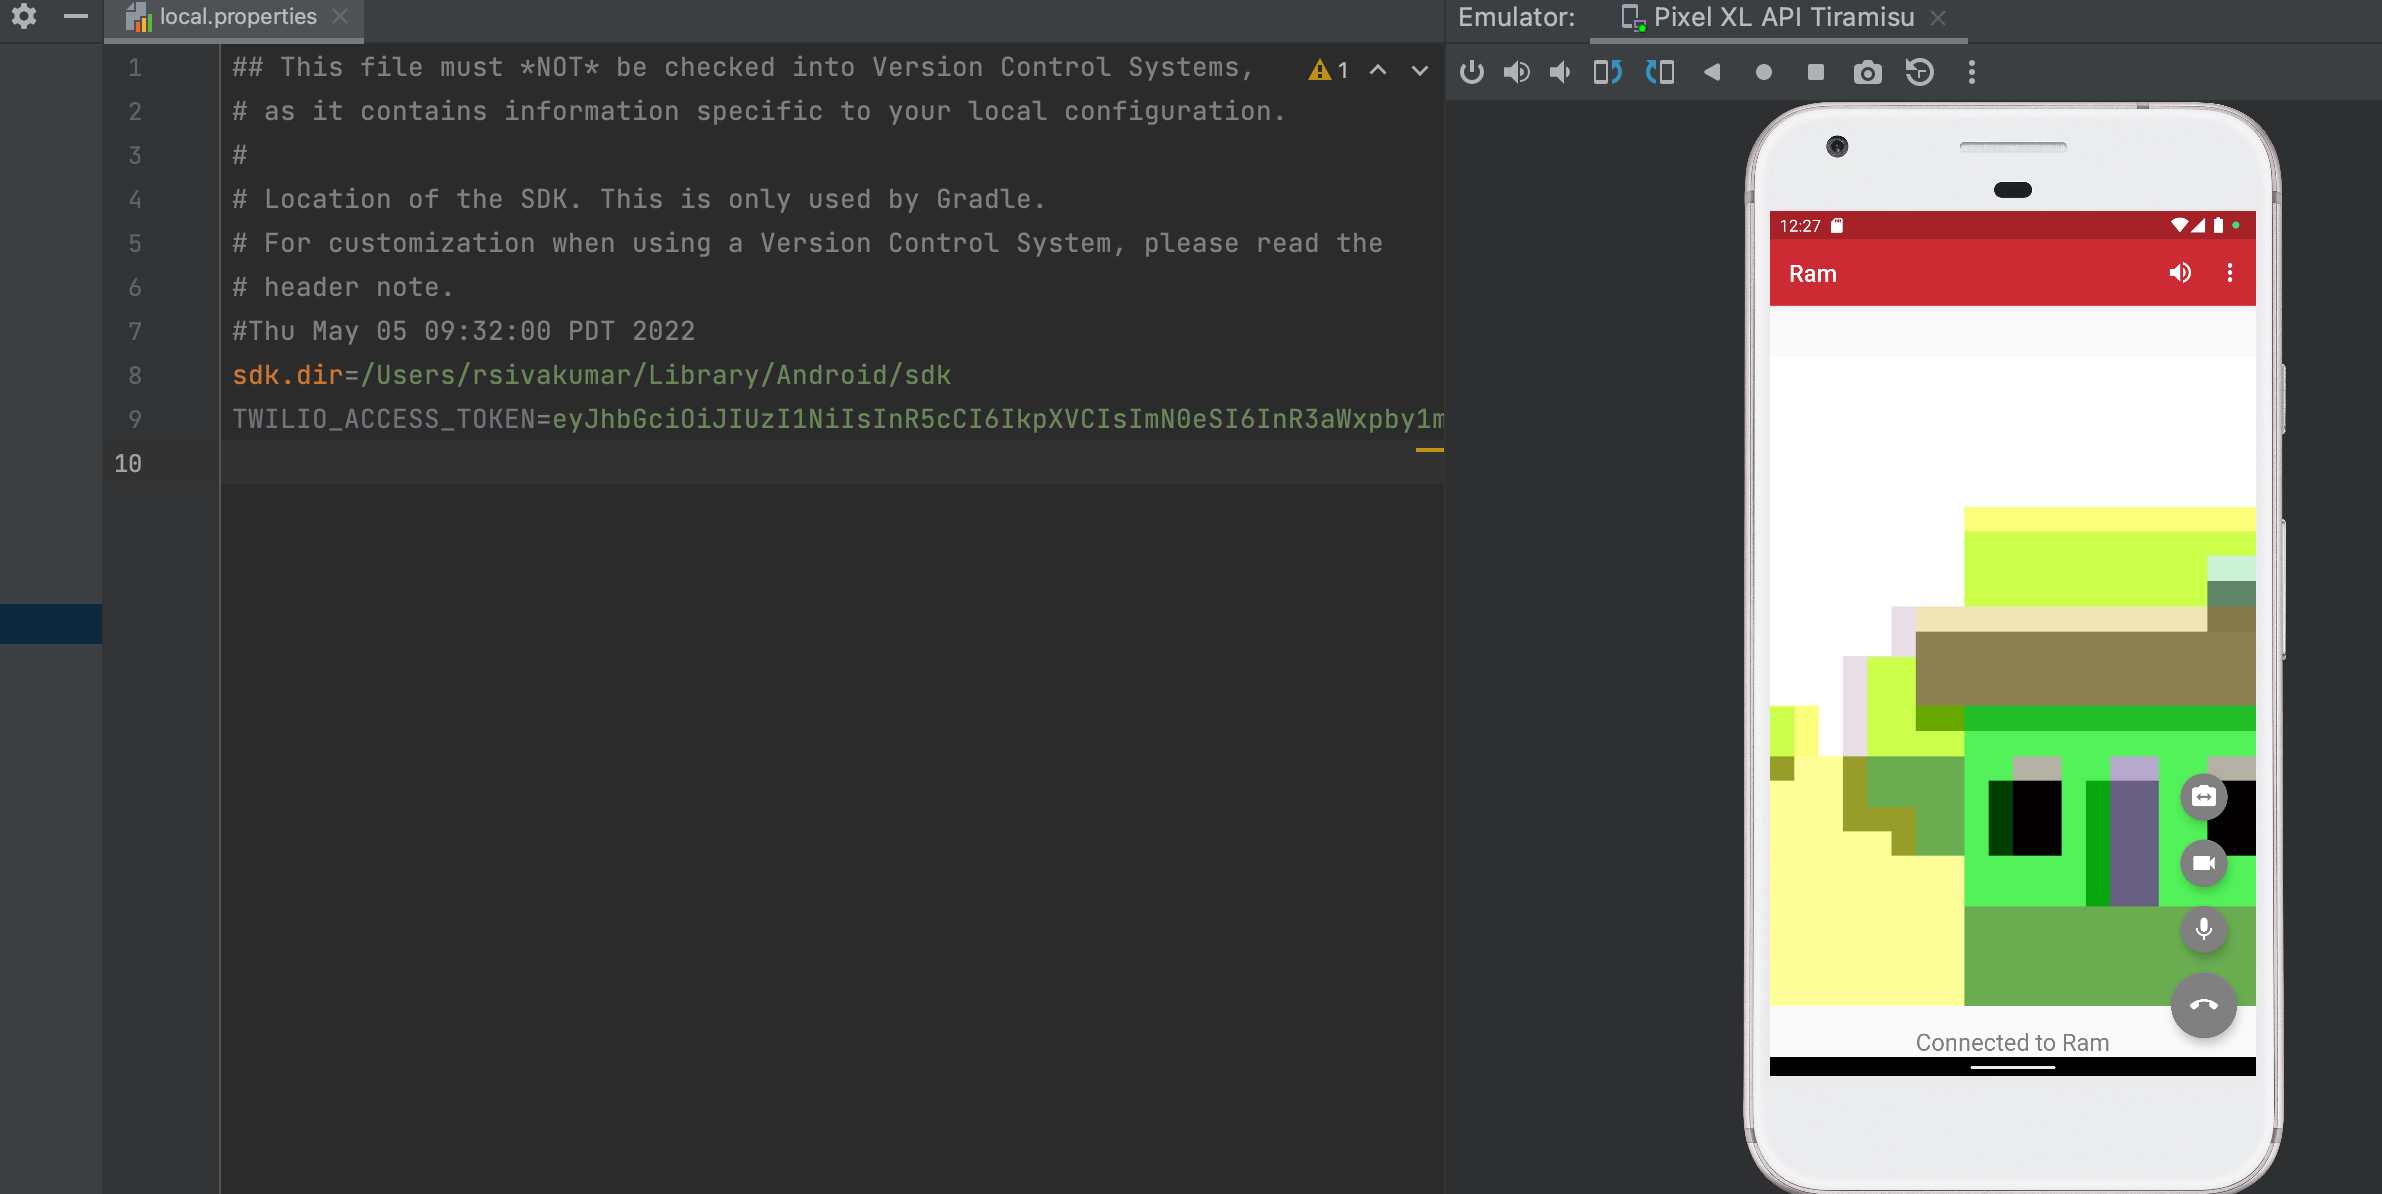 local.properties
Emulator: Pixel XL API Tiramisu
1 ## This file must *NOT* be checked into Version Control Systems,
1
2 # as it contains information specific to your local configuration.
3 #
4 # Location of the SDK. This is only used by Gradle.
5 # For customization when using a Version Control System, please read the
6 # header note.
7 #Thu May 05 09:32:00 PDT 2022
8 sdk.dir=/Users/rsivakumar/Library/Android/sdk
9 TWILIO_ACCESS_TOKEN=eyJhbGciOiJIUzI1NiIsInR5cCI6IkpXVCIsImN0eSI6InR3aWxpby1m
10
12:27
Ram
Connected to Ram